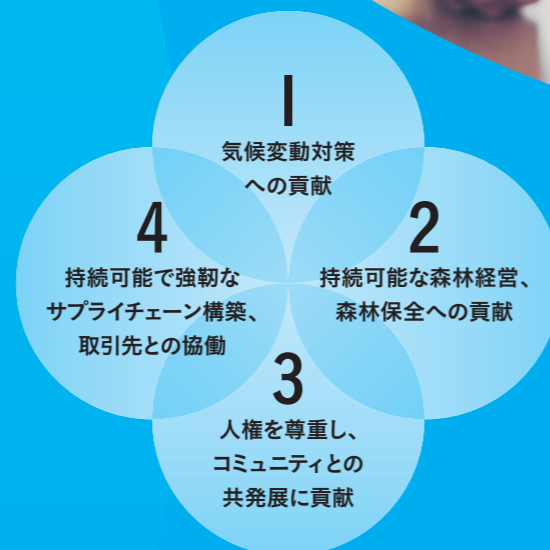 1
気候変動対策
への貢献
2
持続可能な森林経営、
森林保全への貢献
3
人権を尊重し、
コミュニティとの
共発展に貢献
4
持続可能で強靭な
サプライチェーン構築、
取引先との協働